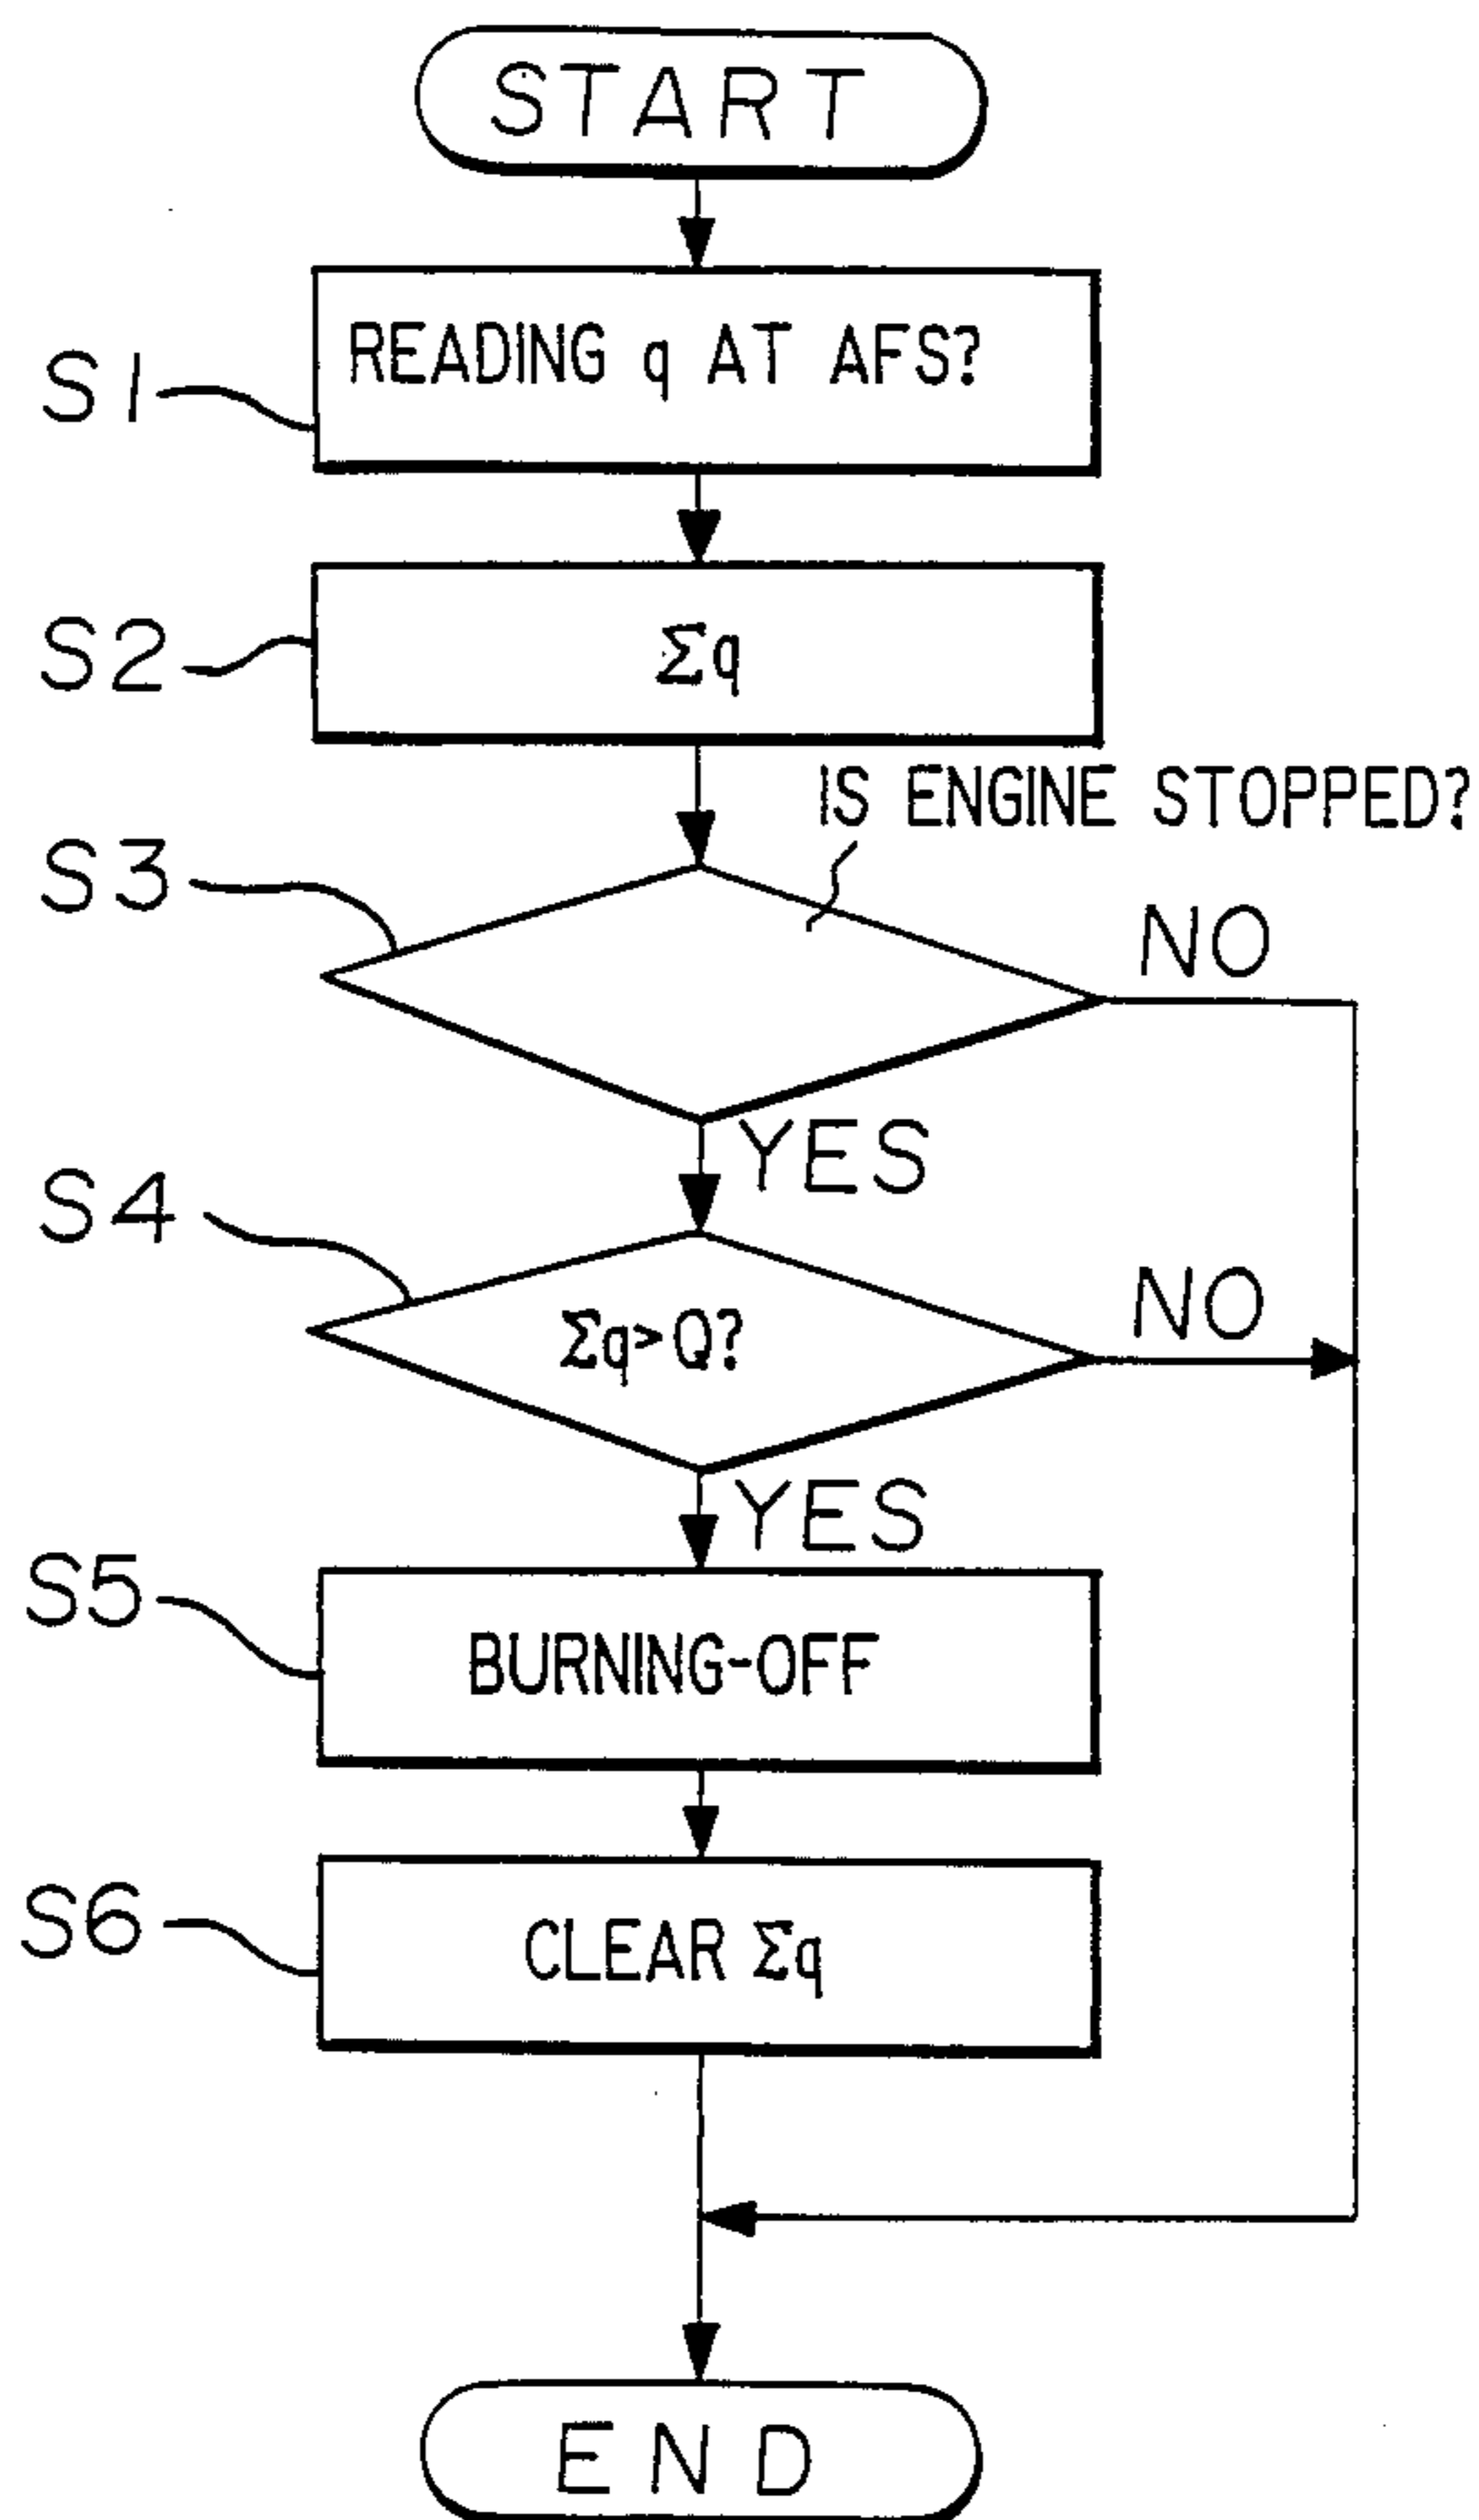 START
S1
READING q AT AFS?
S2
Σq
IS ENGINE STOPPED?
S3
NO
YES
S4
Σq>Q?
NO
YES
S5
BURNING-OFF
S6
CLEAR Σq
END